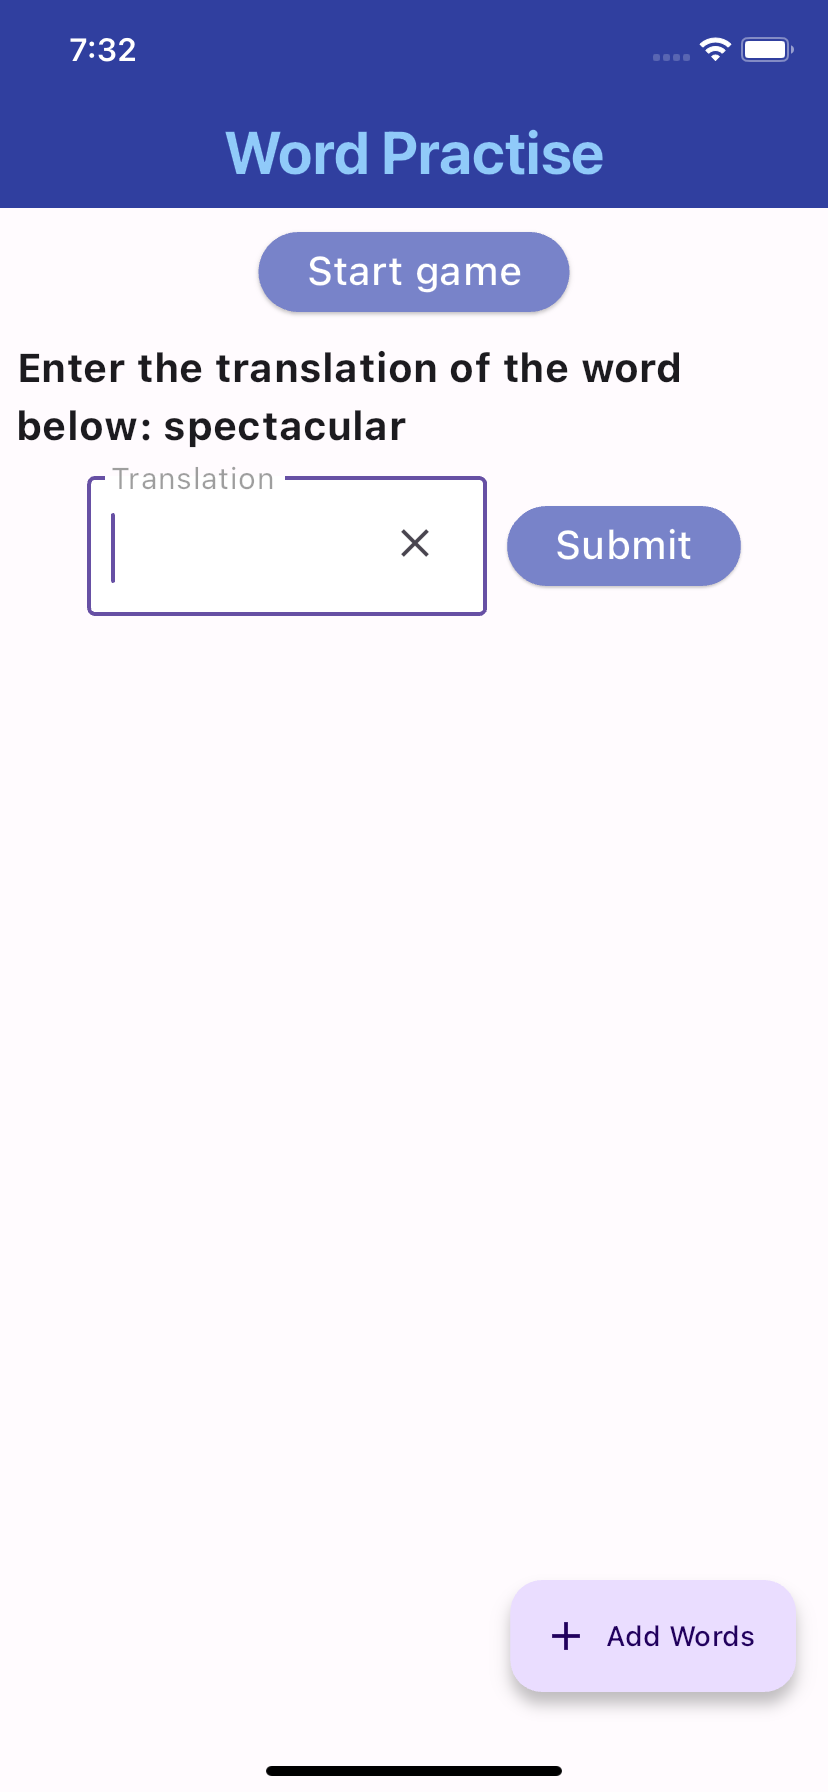 7:32
Word Practise
Start game
Enter the translation of the word
below: spectacular
Translation
Submit
Add Words